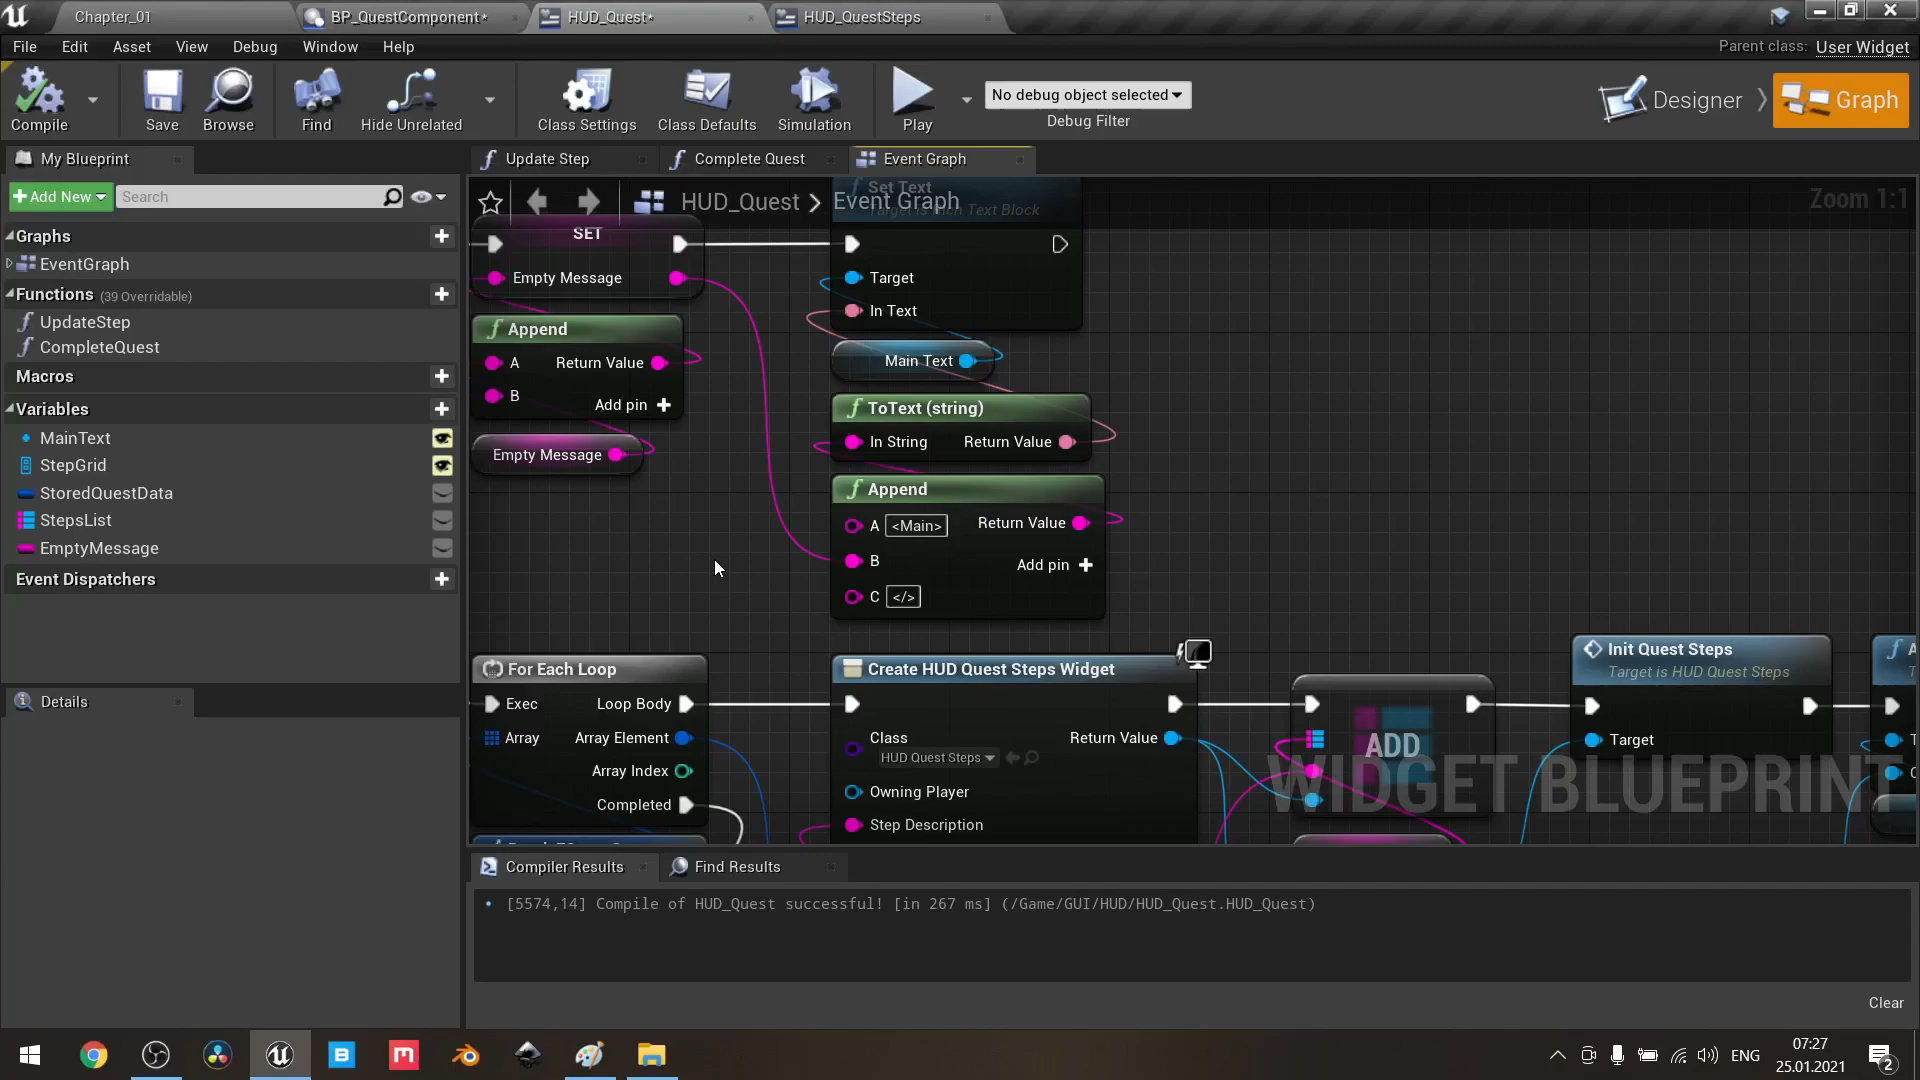 Chapter_01
BP_QuestComponent*
HUD_Quest*
HUD_QuestSteps
File Edit Asset View Debug Window Help
Parent class: User Widget
Compile
Save
Browse
Find
Hide Unrelated
Class Settings
Class Defaults
Simulation
Play
No debug object selected
Debug Filter
Designer
Graph
My Blueprint
Update Step
Complete Quest
Event Graph
Add New
Search
HUD_Quest > Event Graph
Zoom 1:1
Graphs
EventGraph
Functions (39 Overridable)
UpdateStep
CompleteQuest
Macros
Variables
MainText
StepGrid
StoredQuestData
StepsList
EmptyMessage
Event Dispatchers
Details
SET
Empty Message
Append
A
Return Value
B
Add pin
Empty Message
Set Text
Target is Rich Text Block
Target
In Text
Main Text
ToText (string)
In String
Return Value
Append
A <Main>
Return Value
B
Add pin
C </>
For Each Loop
Exec
Loop Body
Array
Array Element
Array Index
Completed
Create HUD Quest Steps Widget
Class
HUD Quest Steps
Return Value
Owning Player
Step Description
ADD
Init Quest Steps
Target is HUD Quest Steps
Target
WIDGET BLUEPRINT
Compiler Results
Find Results
[5574,14] Compile of HUD_Quest successful! [in 267 ms] (/Game/GUI/HUD/HUD_Quest.HUD_Quest)
Clear
ENG
07:27
25.01.2021
2